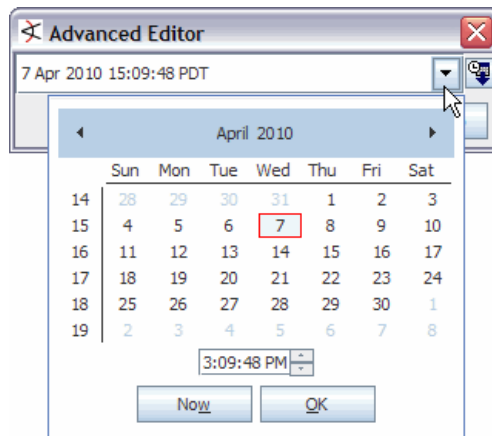 Advanced Editor
7 Apr 2010 15:09:48 PDT
April 2010
Sun Mon Tue Wed Thu Fri Sat
14 28 29 30 31 1 2 3
15 4 5 6 7 8 9 10
16 11 12 13 14 15 16 17
17 18 19 20 21 22 23 24
18 25 26 27 28 29 30 1
19 2 3 4 5 6 7 8
3:09:48 PM
Now OK